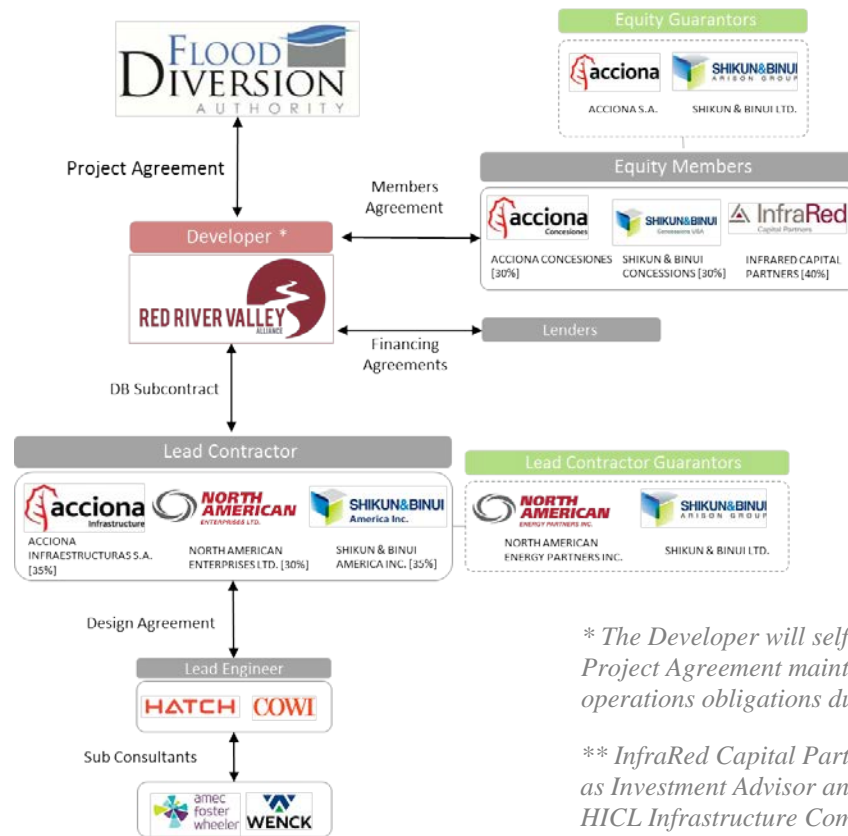 FLOOD
DIVERSION
AUTHORITY
Equity Guarantors
acciona
SHIKUN&BINUI
ARISON GROUP
ACCIONA S.A.
SHIKUN & BINUI LTD.
Project Agreement
Members
Agreement
Equity Members
acciona
Concesiones
SHIKUN&BINUI
Concessions USA
InfraRed
Capital Partners
ACCIONA CONCESIONES
[30%]
SHIKUN & BINUI
CONCESSIONS [30%]
INFRARED CAPITAL
PARTNERS [40%]
Developer *
RED RIVER VALLEY
ALLIANCE
Financing
Agreements
Lenders
DB Subcontract
Lead Contractor
acciona
Infrastructure
NORTH
AMERICAN
ENTERPRISES LTD.
SHIKUN&BINUI
America Inc.
ACCIONA
INFRAESTRUCTURAS S.A.
[35%]
NORTH AMERICAN
ENTERPRISES LTD. [30%]
SHIKUN & BINUI
AMERICA INC. [35%]
Lead Contractor Guarantors
NORTH
AMERICAN
ENERGY PARTNERS INC.
SHIKUN&BINUI
ARISON GROUP
NORTH AMERICAN
ENERGY PARTNERS INC.
SHIKUN & BINUI LTD.
Design Agreement
Lead Engineer
HATCH
COWI
Sub Consultants
amec
foster
wheeler
WENCK
* The Developer will self
Project Agreement maint
operations obligations du
** InfraRed Capital Part
as Investment Advisor an
HICL Infrastructure Com